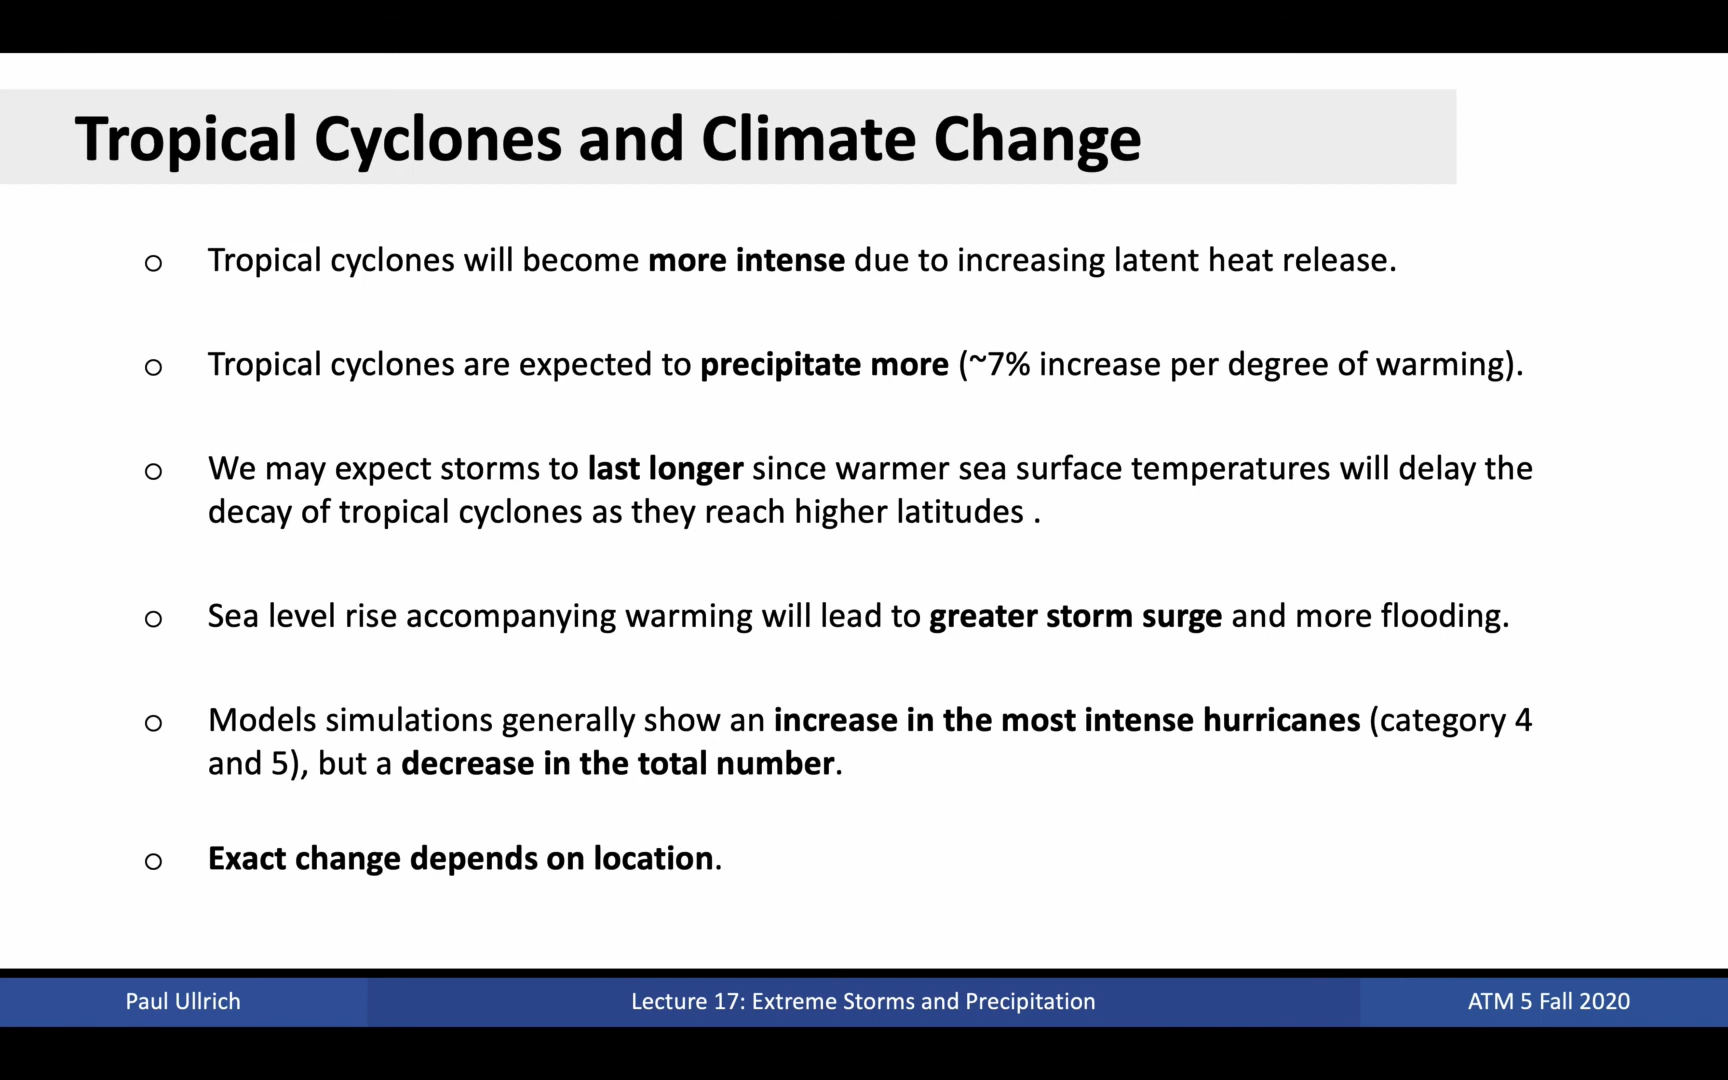 Tropical Cyclones and Climate Change
Tropical cyclones will become more intense due to increasing latent heat release.
Tropical cyclones are expected to precipitate more (~7% increase per degree of warming).
We may expect storms to last longer since warmer sea surface temperatures will delay the
decay of tropical cyclones as they reach higher latitudes .
Sea level rise accompanying warming will lead to greater storm surge and more flooding.
Models simulations generally show an increase in the most intense hurricanes (category 4
and 5), but a decrease in the total number.
Exact change depends on location.
Paul Ullrich
Lecture 17: Extreme Storms and Precipitation
ATM 5 Fall 2020